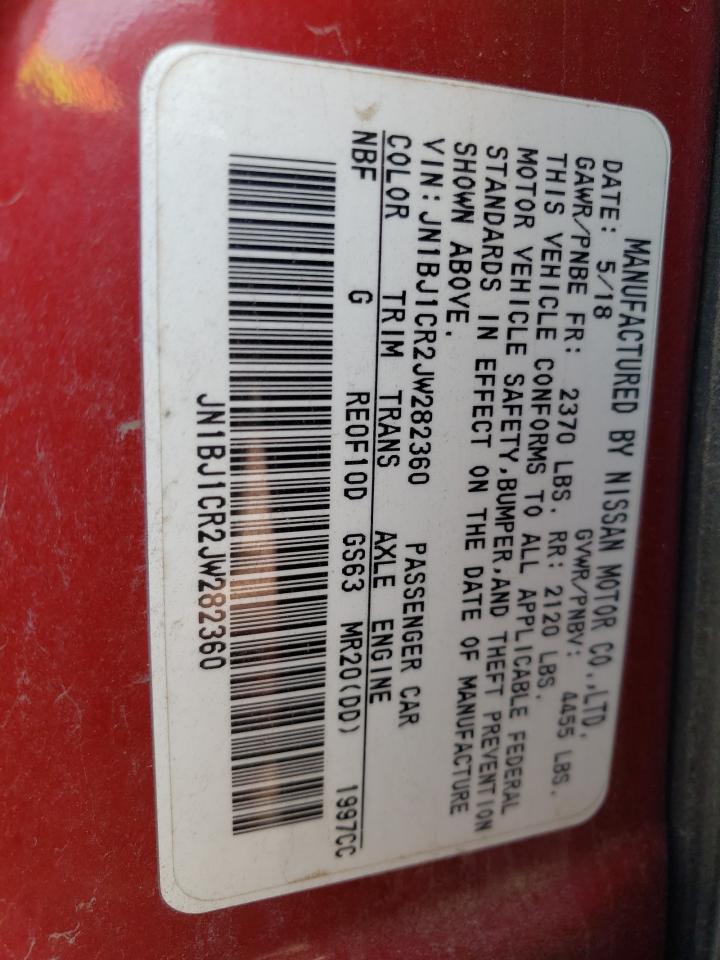 MANUFACTURED BY NISSAN MOTOR CO.,LTD.
DATE: 5/18 GVWR/PNBV: 4455 LBS.
GAWR/PNBE FR: 2370 LBS. RR: 2120 LBS.
THIS VEHICLE CONFORMS TO ALL APPLICABLE FEDERAL
MOTOR VEHICLE SAFETY,BUMPER,AND THEFT PREVENTION
STANDARDS IN EFFECT ON THE DATE OF MANUFACTURE
SHOWN ABOVE.
VIN:JN1BJ1CR2JW282360 PASSENGER CAR
COLOR TRIM TRANS AXLE ENGINE
NBF G RE0F10D GS63 MR20(DD) 1997CC
JN1BJ1CR2JW282360